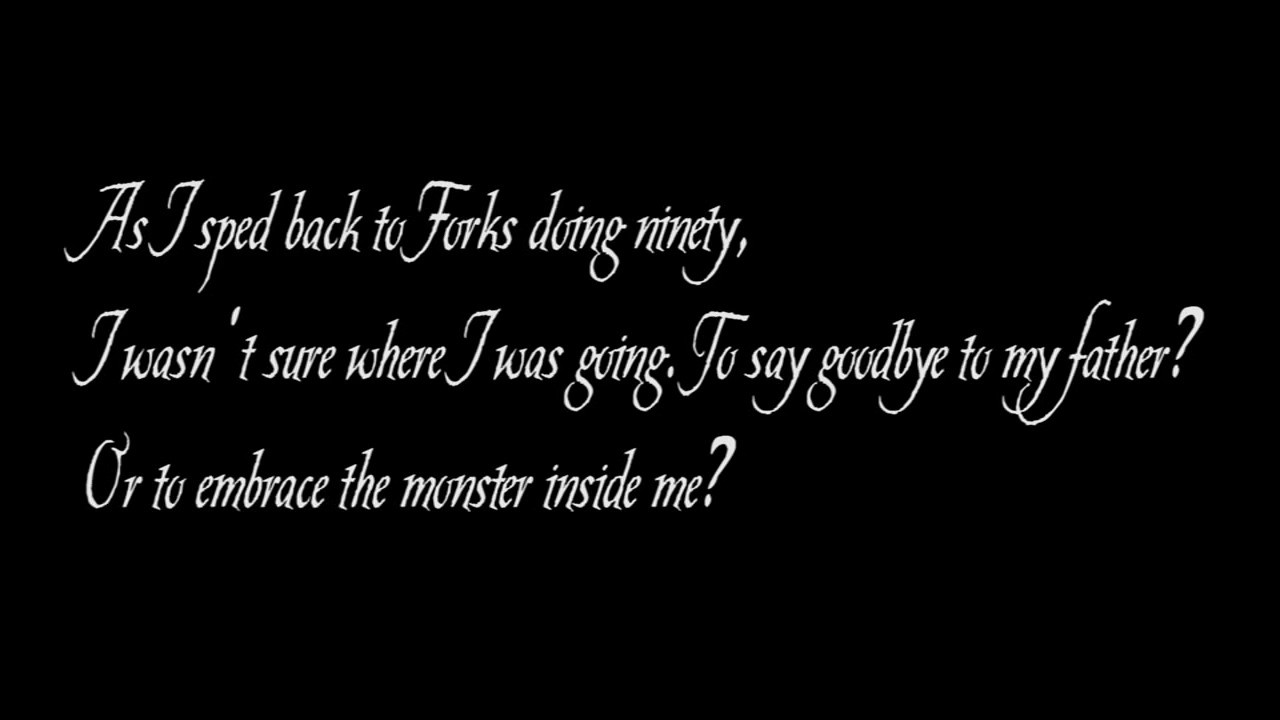 As I sped back to Forks doing ninety,
I wasn't sure where I was going. To say goodbye to my father?
Or to embrace the monster inside me?